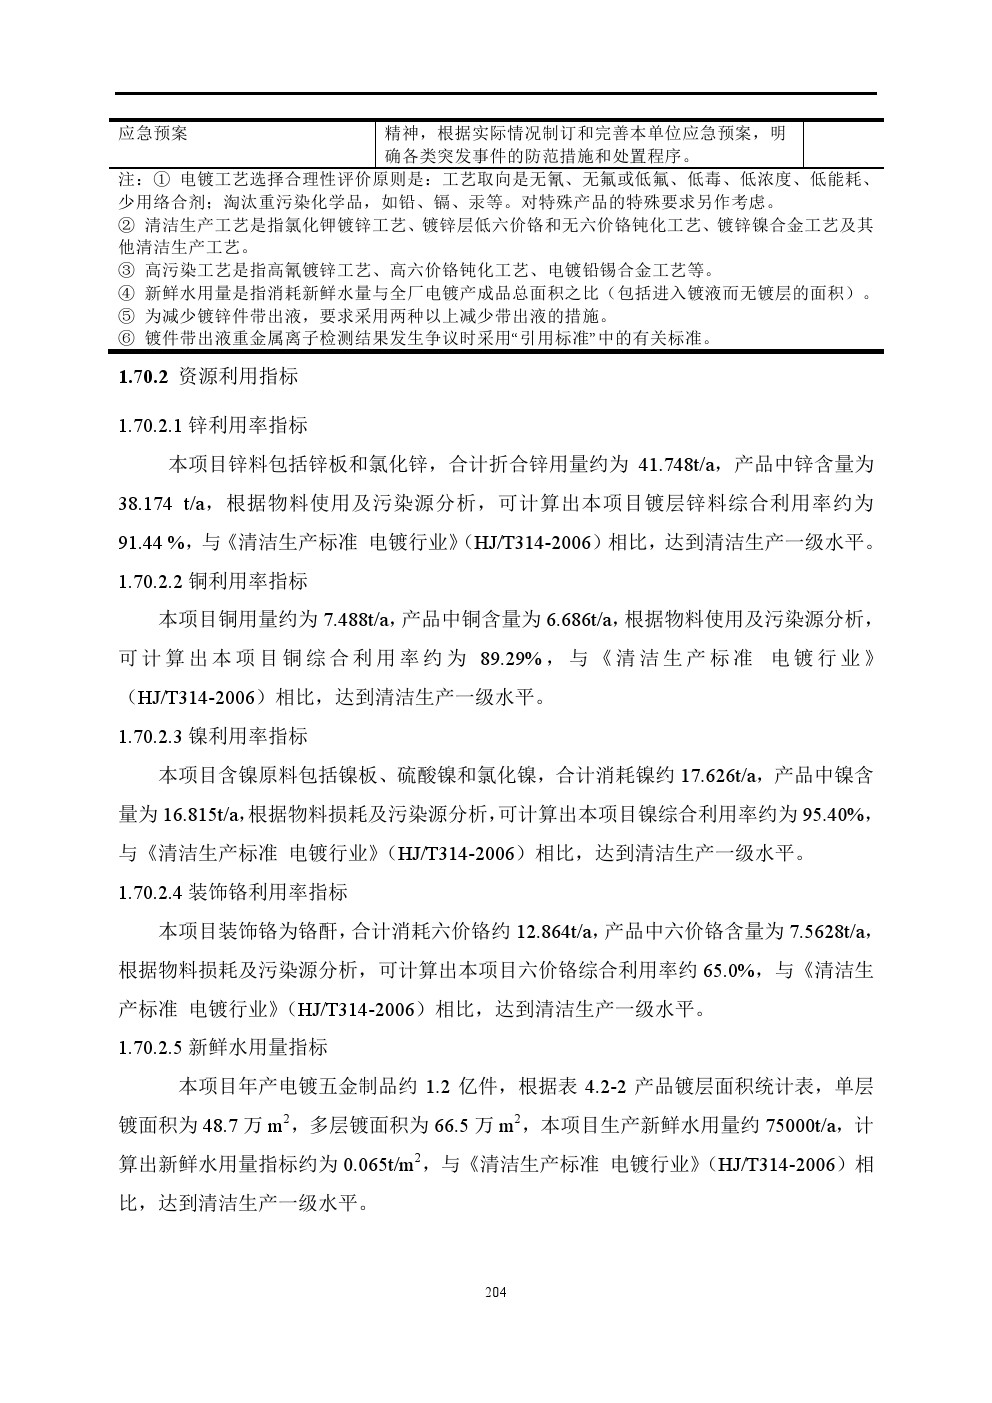 应急预案
精神，根据实际情况制订和完善本单位应急预案，明
确各类突发事件的防范措施和处置程序。
注：① 电镀工艺选择合理性评价原则是：工艺取向是无氰、无氟或低氟、低毒、低浓度、低能耗、
少用络合剂；淘汰重污染化学品，如铅、镉、汞等。对特殊产品的特殊要求另作考虑。
② 清洁生产工艺是指氯化钾镀锌工艺、镀锌层低六价铬和无六价铬钝化工艺、镀锌镍合金工艺及其
他清洁生产工艺。
③ 高污染工艺是指高氰镀锌工艺、高六价铬钝化工艺、电镀铅锡合金工艺等。
④ 新鲜水用量是指消耗新鲜水量与全厂电镀产成品总面积之比（包括进入镀液而无镀层的面积）。
⑤ 为减少镀锌件带出液，要求采用两种以上减少带出液的措施。
⑥ 镀件带出液重金属离子检测结果发生争议时采用“引用标准”中的有关标准。
1.70.2 资源利用指标
1.70.2.1 锌利用率指标
本项目锌料包括锌板和氯化锌，合计折合锌用量约为 41.748t/a，产品中锌含量为
38.174 t/a，根据物料使用及污染源分析，可计算出本项目镀层锌料综合利用率约为
91.44 %，与《清洁生产标准 电镀行业》（HJ/T314-2006）相比，达到清洁生产一级水平。
1.70.2.2 铜利用率指标
本项目铜用量约为 7.488t/a，产品中铜含量为 6.686t/a，根据物料使用及污染源分析，
可计算出本项目铜综合利用率约为 89.29%，与《清洁生产标准 电镀行业》
（HJ/T314-2006）相比，达到清洁生产一级水平。
1.70.2.3 镍利用率指标
本项目含镍原料包括镍板、硫酸镍和氯化镍，合计消耗镍约 17.626t/a，产品中镍含
量为 16.815t/a，根据物料损耗及污染源分析，可计算出本项目镍综合利用率约为 95.40%，
与《清洁生产标准 电镀行业》（HJ/T314-2006）相比，达到清洁生产一级水平。
1.70.2.4 装饰铬利用率指标
本项目装饰铬为铬酐，合计消耗六价铬约 12.864t/a，产品中六价铬含量为 7.5628t/a，
根据物料损耗及污染源分析，可计算出本项目六价铬综合利用率约 65.0%，与《清洁生
产标准 电镀行业》（HJ/T314-2006）相比，达到清洁生产一级水平。
1.70.2.5 新鲜水用量指标
本项目年产电镀五金制品约 1.2 亿件，根据表 4.2-2 产品镀层面积统计表，单层
镀面积为 48.7 万 m²，多层镀面积为 66.5 万 m²，本项目生产新鲜水用量约 75000t/a，计
算出新鲜水用量指标约为 0.065t/m²，与《清洁生产标准 电镀行业》（HJ/T314-2006）相
比，达到清洁生产一级水平。
204